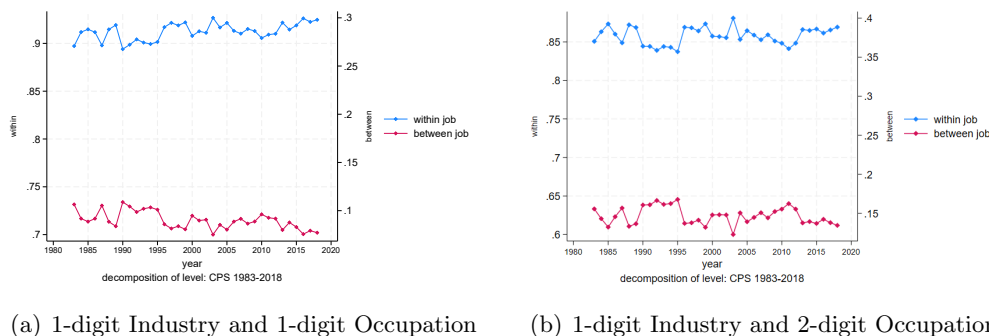 .9
.85
.8
.75
.7
within
.3
.25
.2
.15
.1
between
1980 1985 1990 1995 2000 2005 2010 2015 2020
year
decomposition of level: CPS 1983-2018
within job
between job
(a) 1-digit Industry and 1-digit Occupation
.85
.8
.75
.7
.65
.6
within
.4
.35
.3
.25
.2
.15
between
1980 1985 1990 1995 2000 2005 2010 2015 2020
year
decomposition of level: CPS 1983-2018
within job
between job
(b) 1-digit Industry and 2-digit Occupation